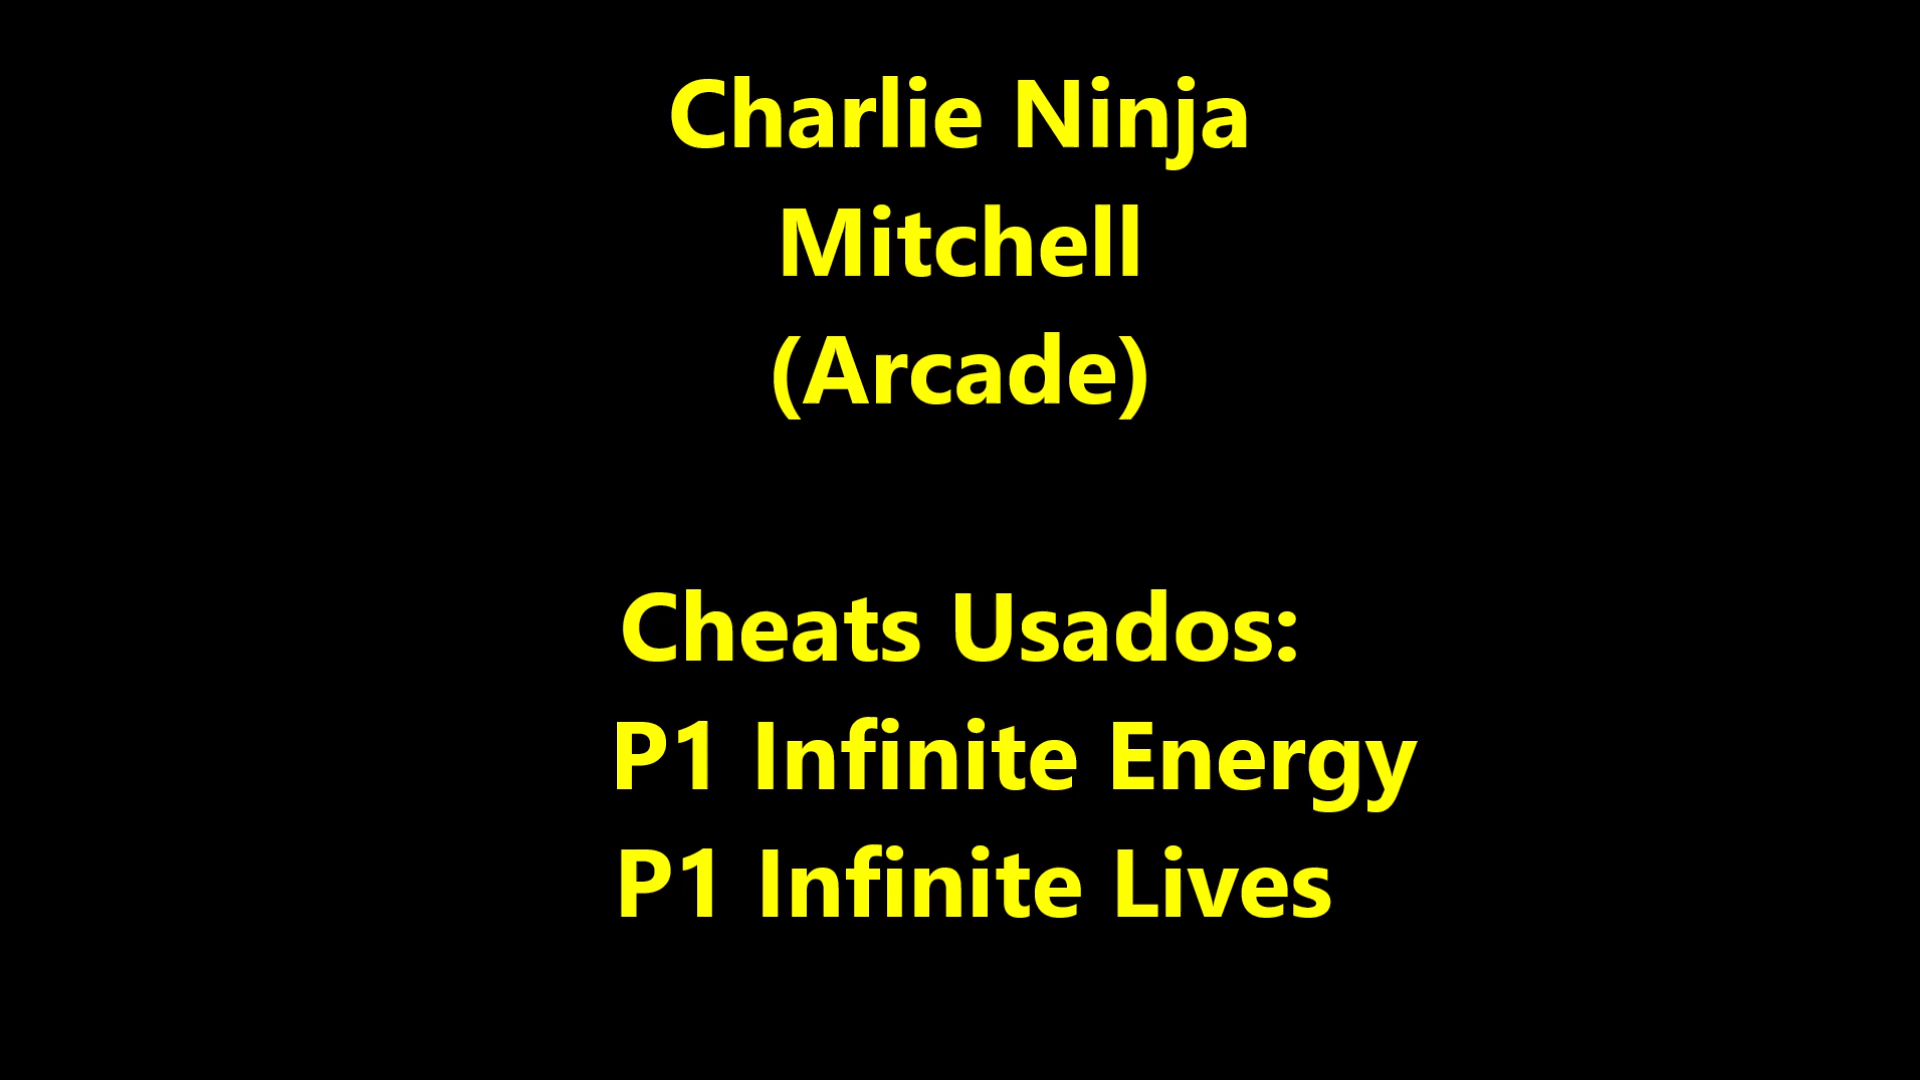 Charlie Ninja
Mitchell
(Arcade)
Cheats Usados:
P1 Infinite Energy
P1 Infinite Lives